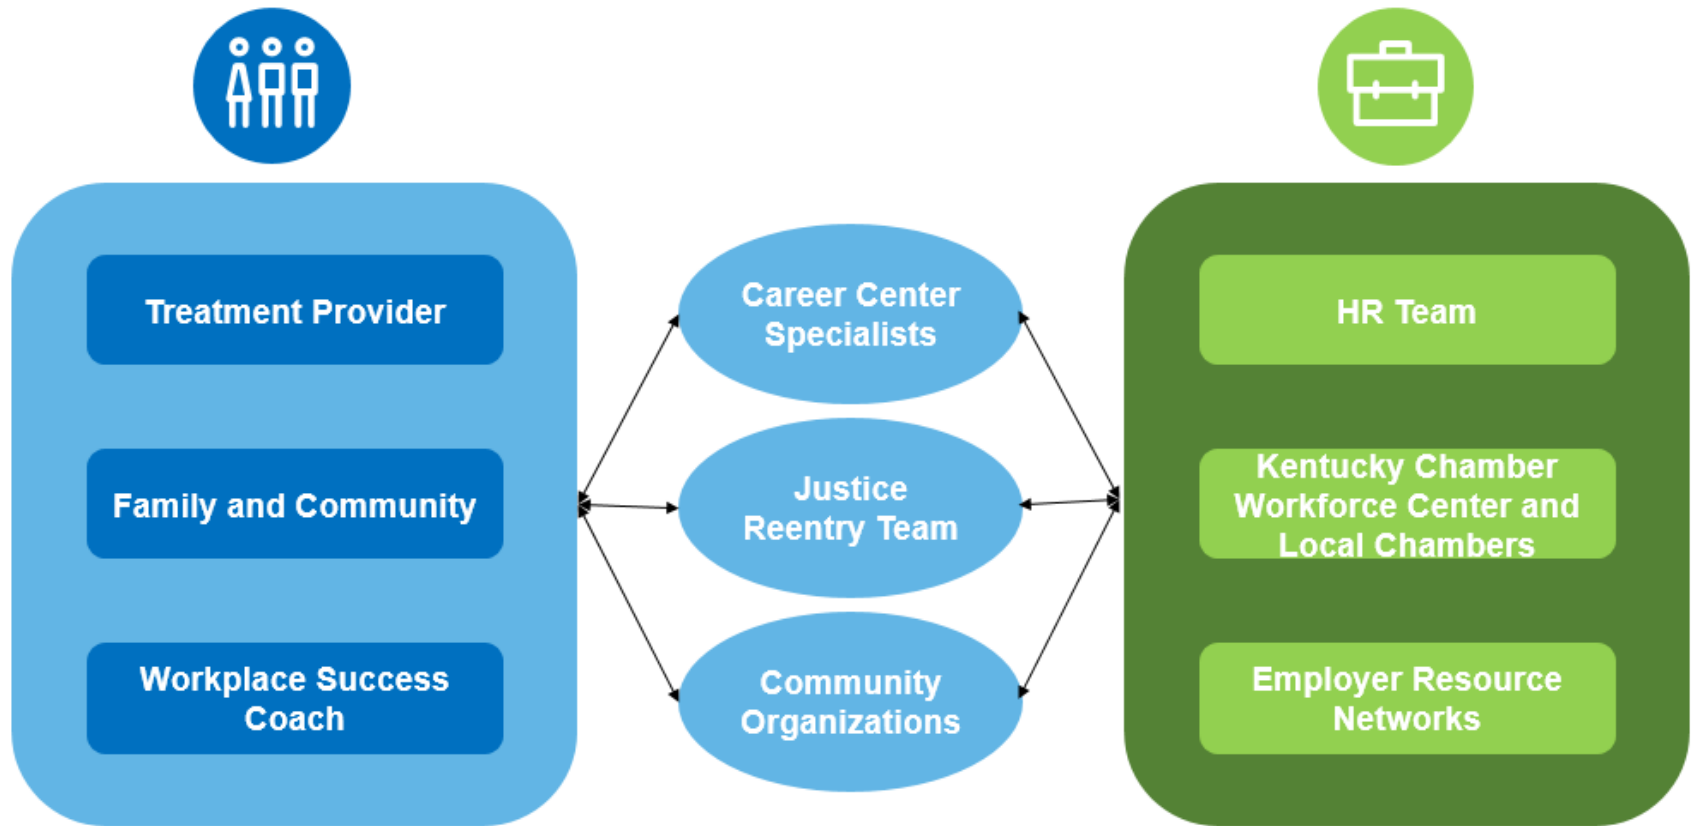 Treatment Provider
Family and Community
Workplace Success
Coach
Career Center
Specialists
Justice
Reentry Team
Community
Organizations
HR Team
Kentucky Chamber
Workforce Center and
Local Chambers
Employer Resource
Networks